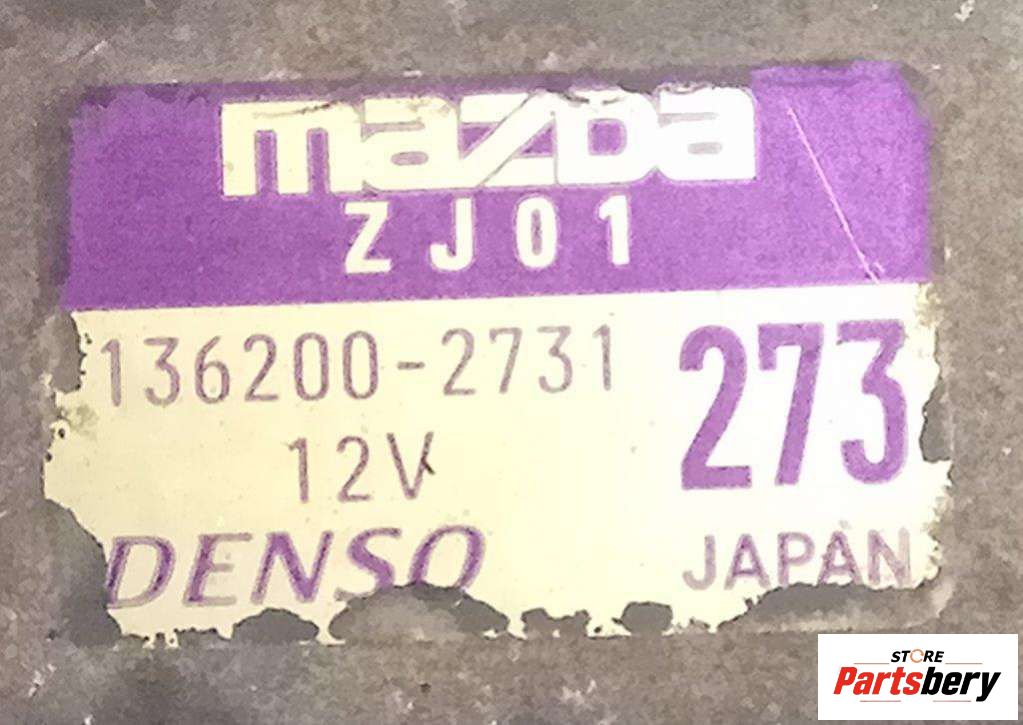 mazDa
ZJ01
136200-2731
273
12V
DENSO
JAPAN
STORE
Partsbery